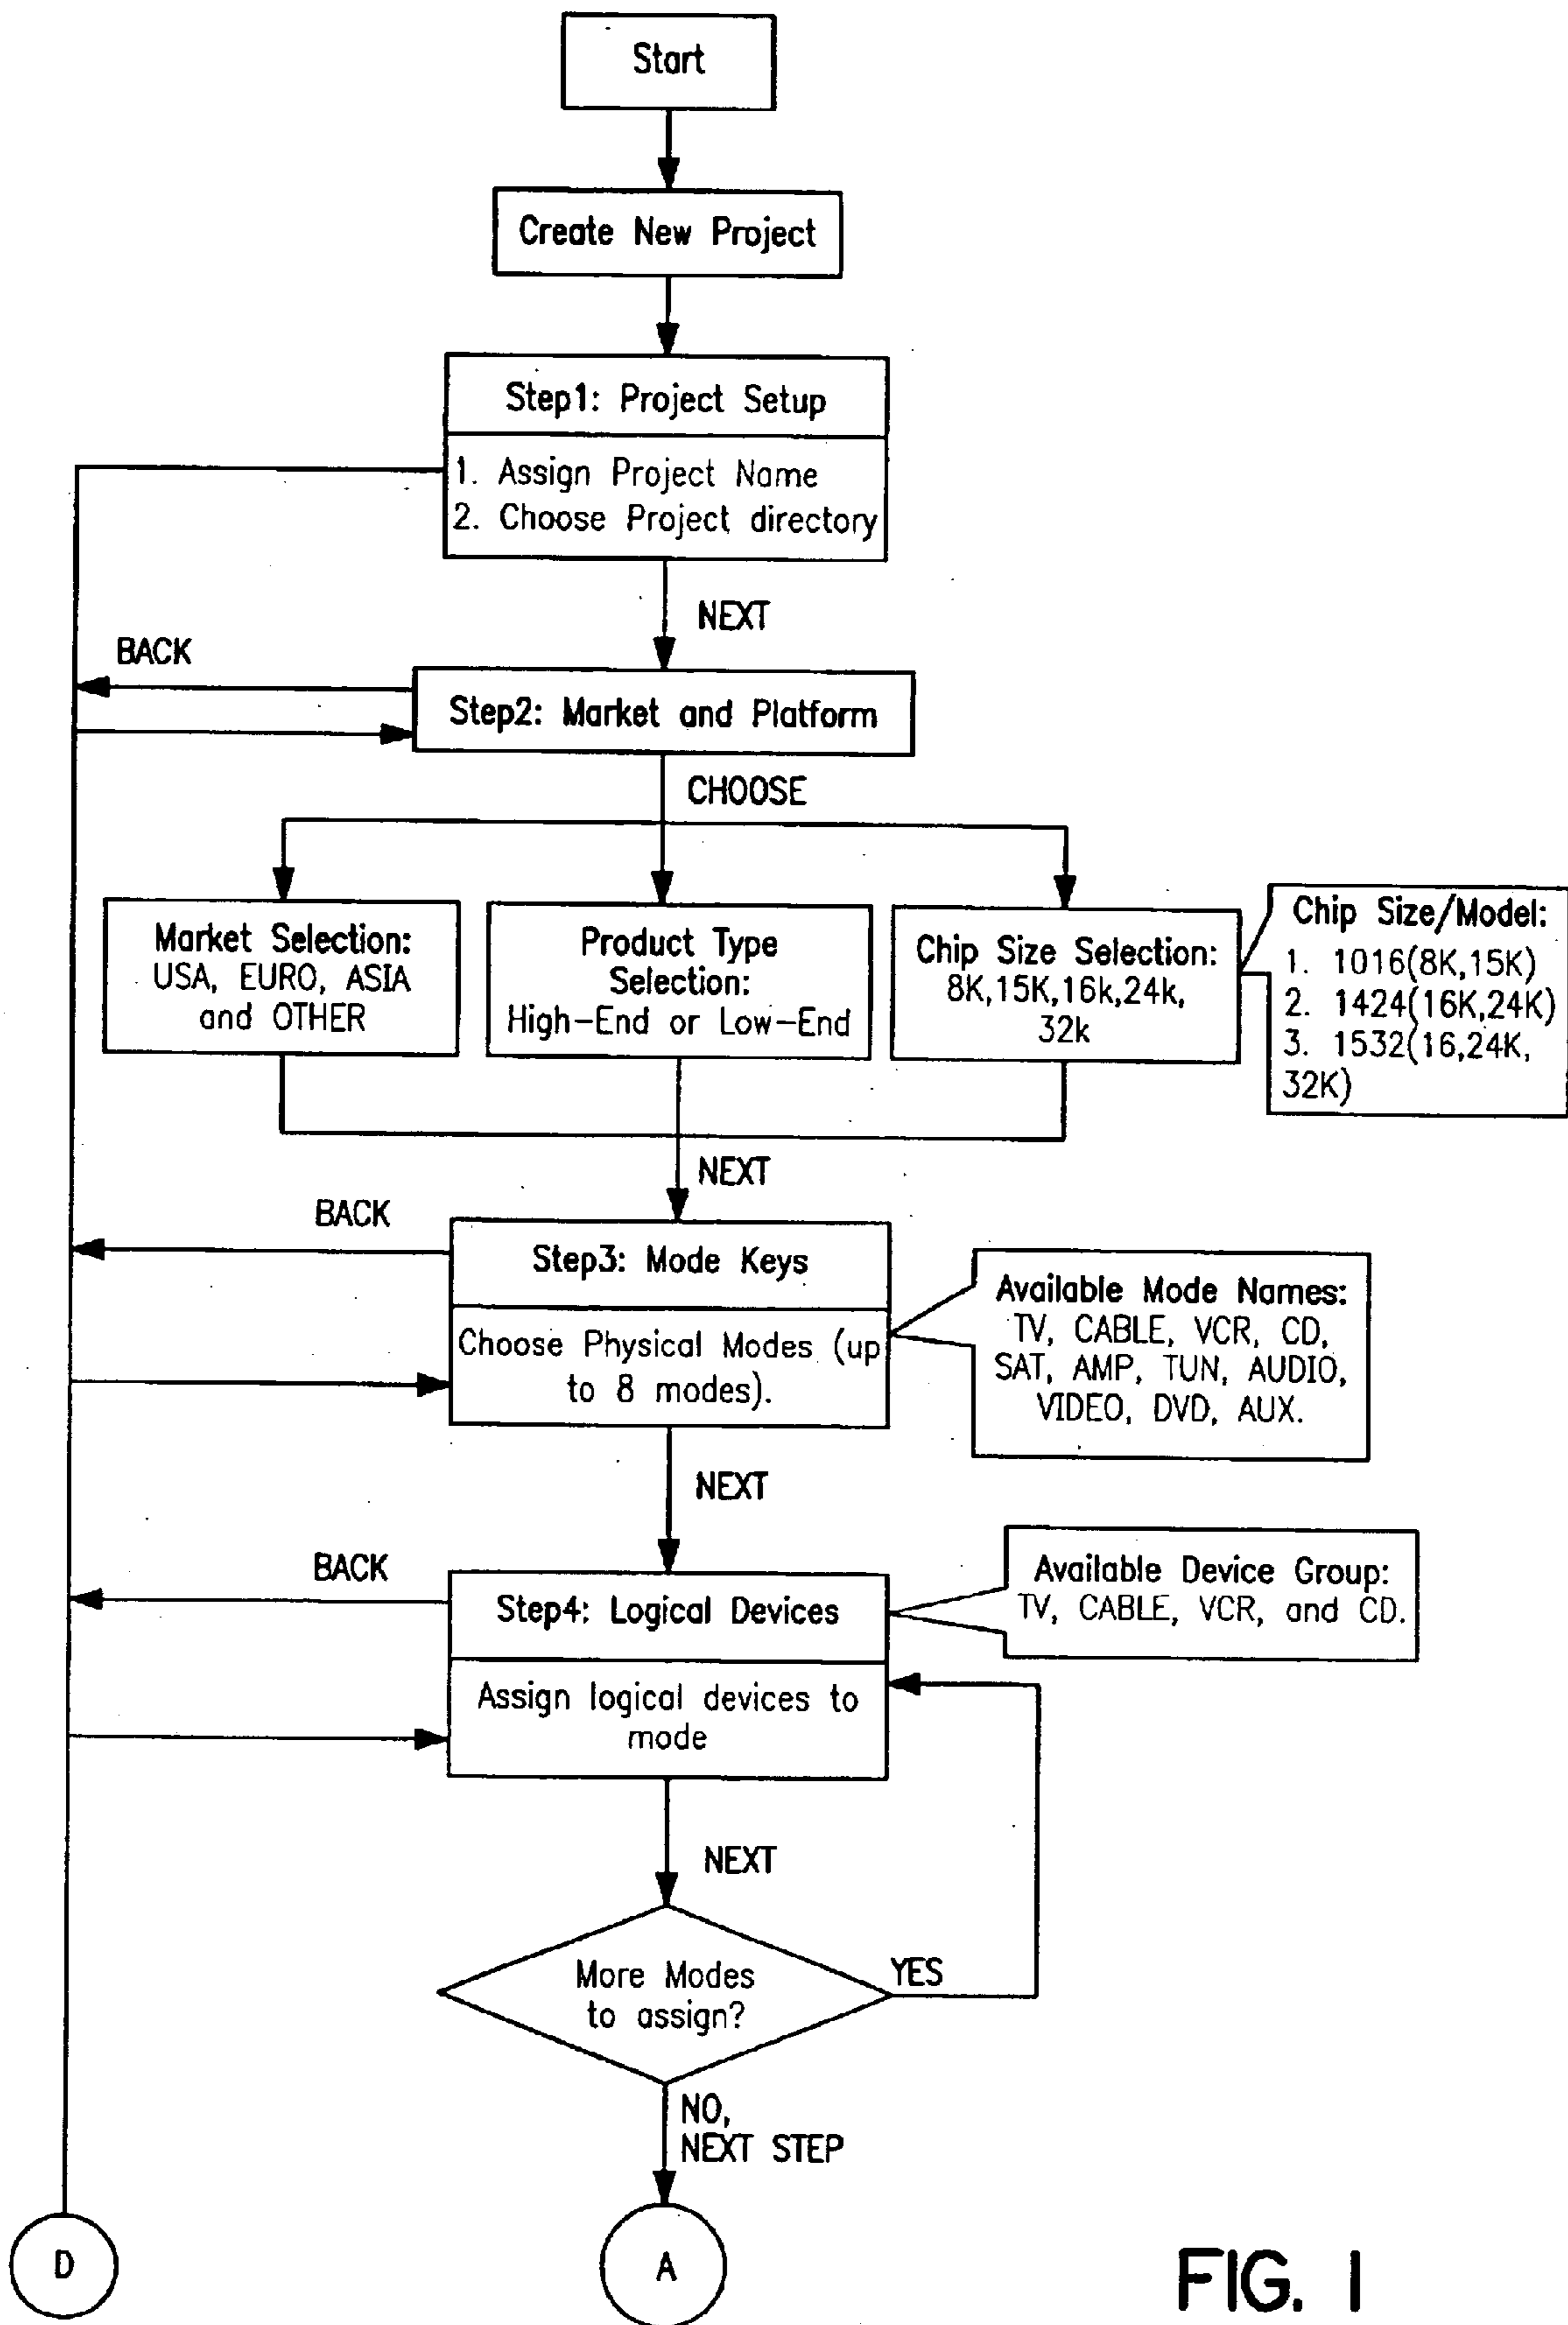 Start
Create New Project
Step1: Project Setup
1. Assign Project Name
2. Choose Project directory
NEXT
BACK
Step2: Market and Platform
CHOOSE
Market Selection:
USA, EURO, ASIA
and OTHER
Product Type
Selection:
High-End or Low-End
Chip Size Selection:
8K,15K,16k,24k,
32k
Chip Size/Model:
1. 1016(8K,15K)
2. 1424(16K,24K)
3. 1532(16,24K,
32K)
NEXT
BACK
Step3: Mode Keys
Choose Physical Modes (up
to 8 modes).
Available Mode Names:
TV, CABLE, VCR, CD,
SAT, AMP, TUN, AUDIO,
VIDEO, DVD, AUX.
NEXT
BACK
Step4: Logical Devices
Assign logical devices to
mode
Available Device Group:
TV, CABLE, VCR, and CD.
NEXT
More Modes
to assign?
YES
NO,
NEXT STEP
D
A
FIG. 1